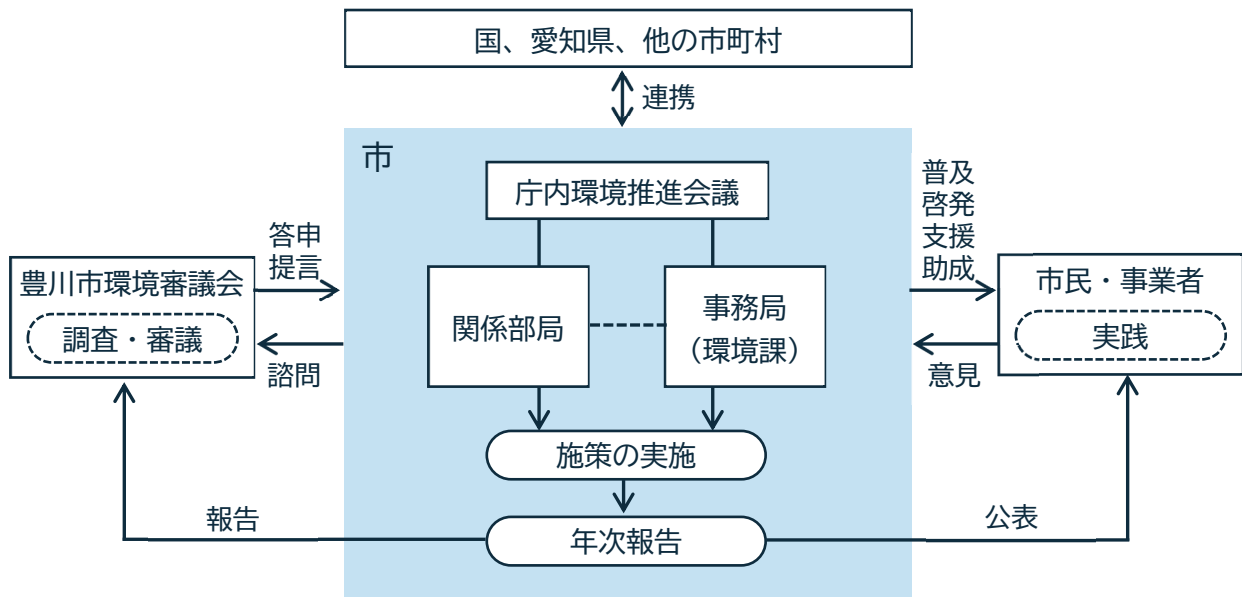 国、愛知県、他の市町村
連携
市
庁内環境推進会議
関係部局
事務局
（環境課）
施策の実施
年次報告
答申
提言
豊川市環境審議会
調査・審議
諮問
報告
普及
啓発
支援
助成
市民・事業者
実践
意見
公表